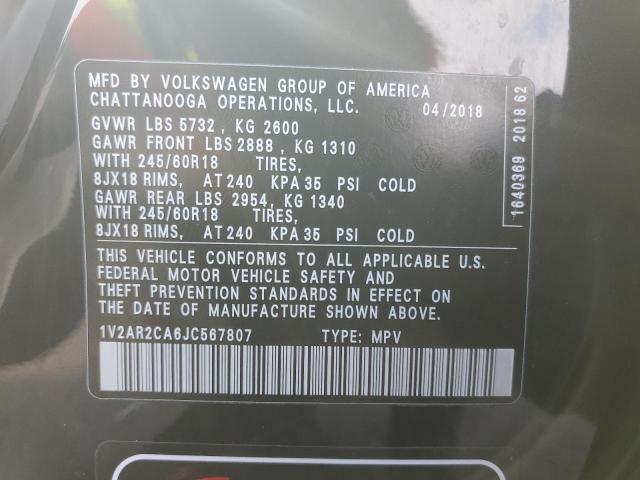 MFD BY VOLKSWAGEN GROUP OF AMERICA
CHATTANOOGA OPERATIONS, LLC. 04/2018
GVWR LBS 5732 , KG 2600
GAWR FRONT LBS 2888 , KG 1310
WITH 245/60R18 TIRES,
8JX18 RIMS, AT 240 KPA 35 PSI COLD
GAWR REAR LBS 2954, KG 1340
WITH 245/60R18 TIRES,
8JX18 RIMS, AT 240 KPA 35 PSI COLD
THIS VEHICLE CONFORMS TO ALL APPLICABLE U.S.
FEDERAL MOTOR VEHICLE SAFETY AND
THEFT PREVENTION STANDARDS IN EFFECT ON
THE DATE OF MANUFACTURE SHOWN ABOVE.
1V2AR2CA6JC567807 TYPE: MPV
1640369 2018 62